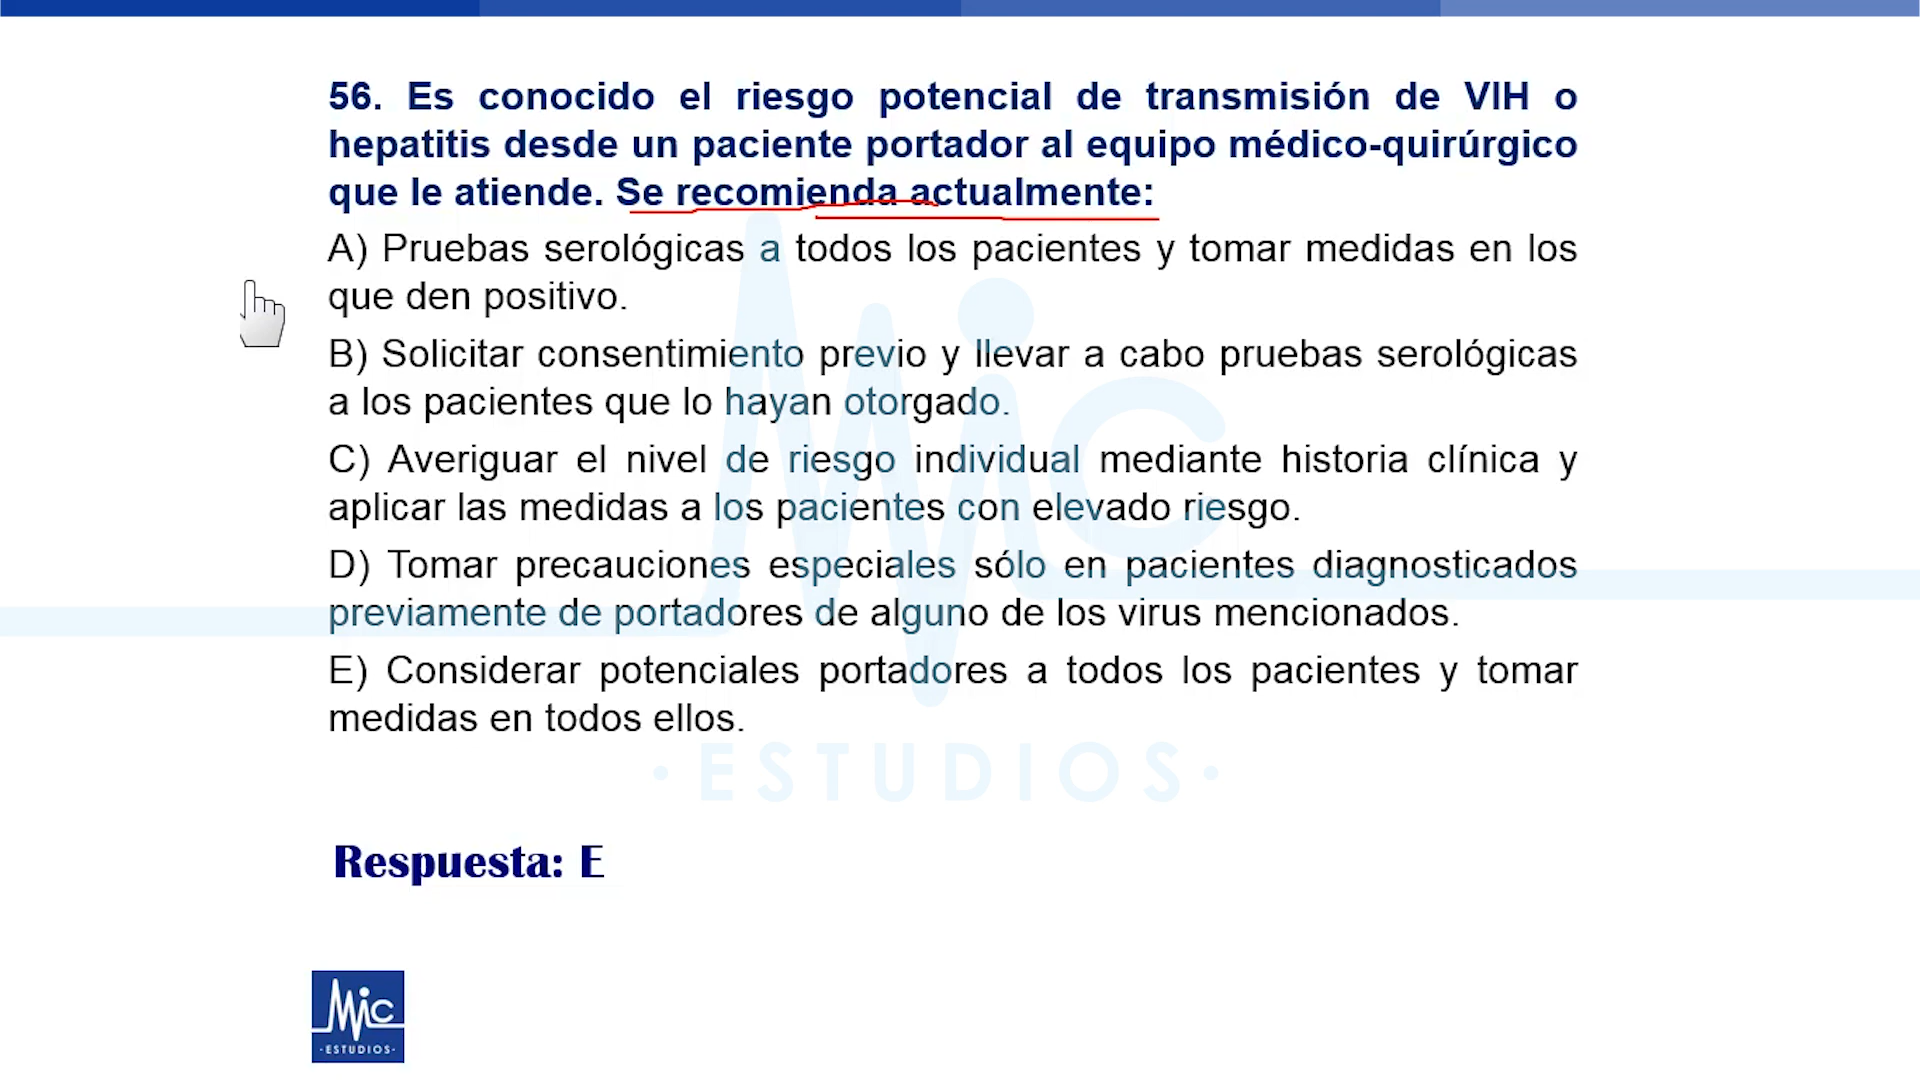 56. Es conocido el riesgo potencial de transmisión de VIH o
hepatitis desde un paciente portador al equipo médico-quirúrgico
que le atiende. Se recomienda actualmente:
A) Pruebas serológicas a todos los pacientes y tomar medidas en los
que den positivo.
B) Solicitar consentimiento previo y llevar a cabo pruebas serológicas
a los pacientes que lo hayan otorgado.
C) Averiguar el nivel de riesgo individual mediante historia clínica y
aplicar las medidas a los pacientes con elevado riesgo.
D) Tomar precauciones especiales sólo en pacientes diagnosticados
previamente de portadores de alguno de los virus mencionados.
E) Considerar potenciales portadores a todos los pacientes y tomar
medidas en todos ellos.
Mic
·ESTUDIOS·
Respuesta: E
Mic
·ESTUDIOS·